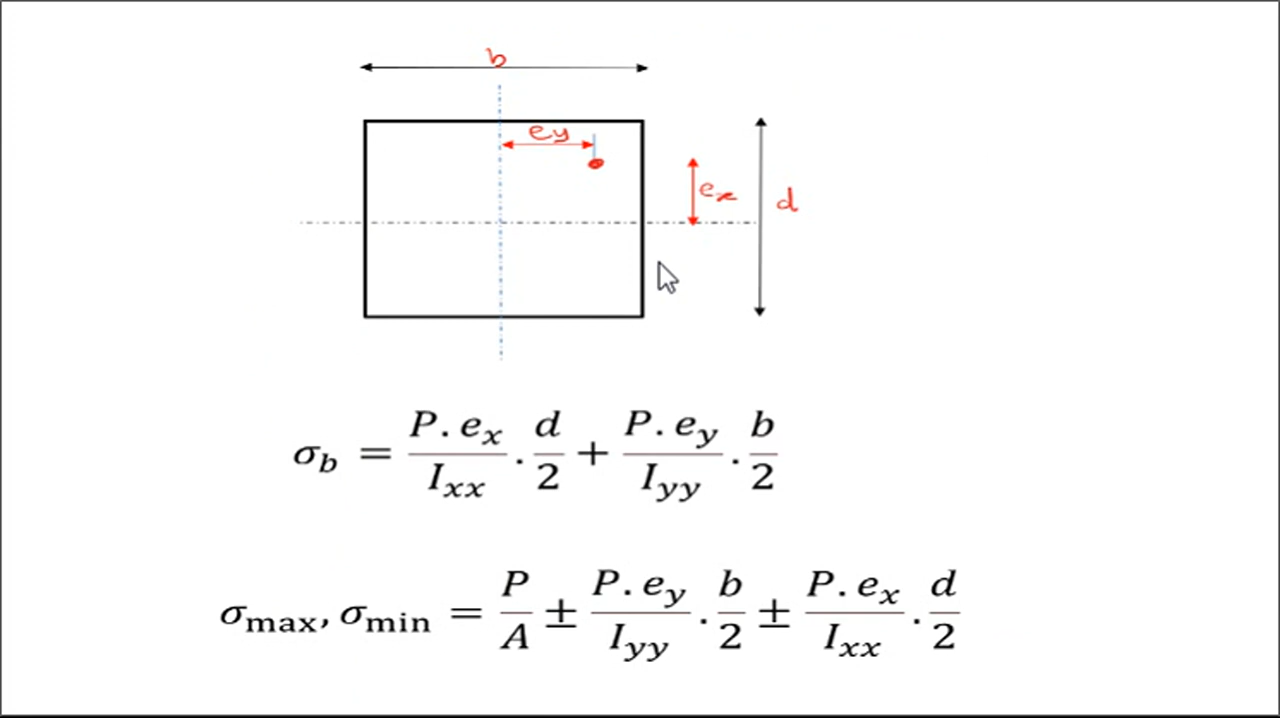 b
ey
ex
d
σb = P.ex/Ixx . d/2 + P.ey/Iyy . b/2
σmax, σmin = P/A ± P.ey/Iyy . b/2 ± P.ex/Ixx . d/2